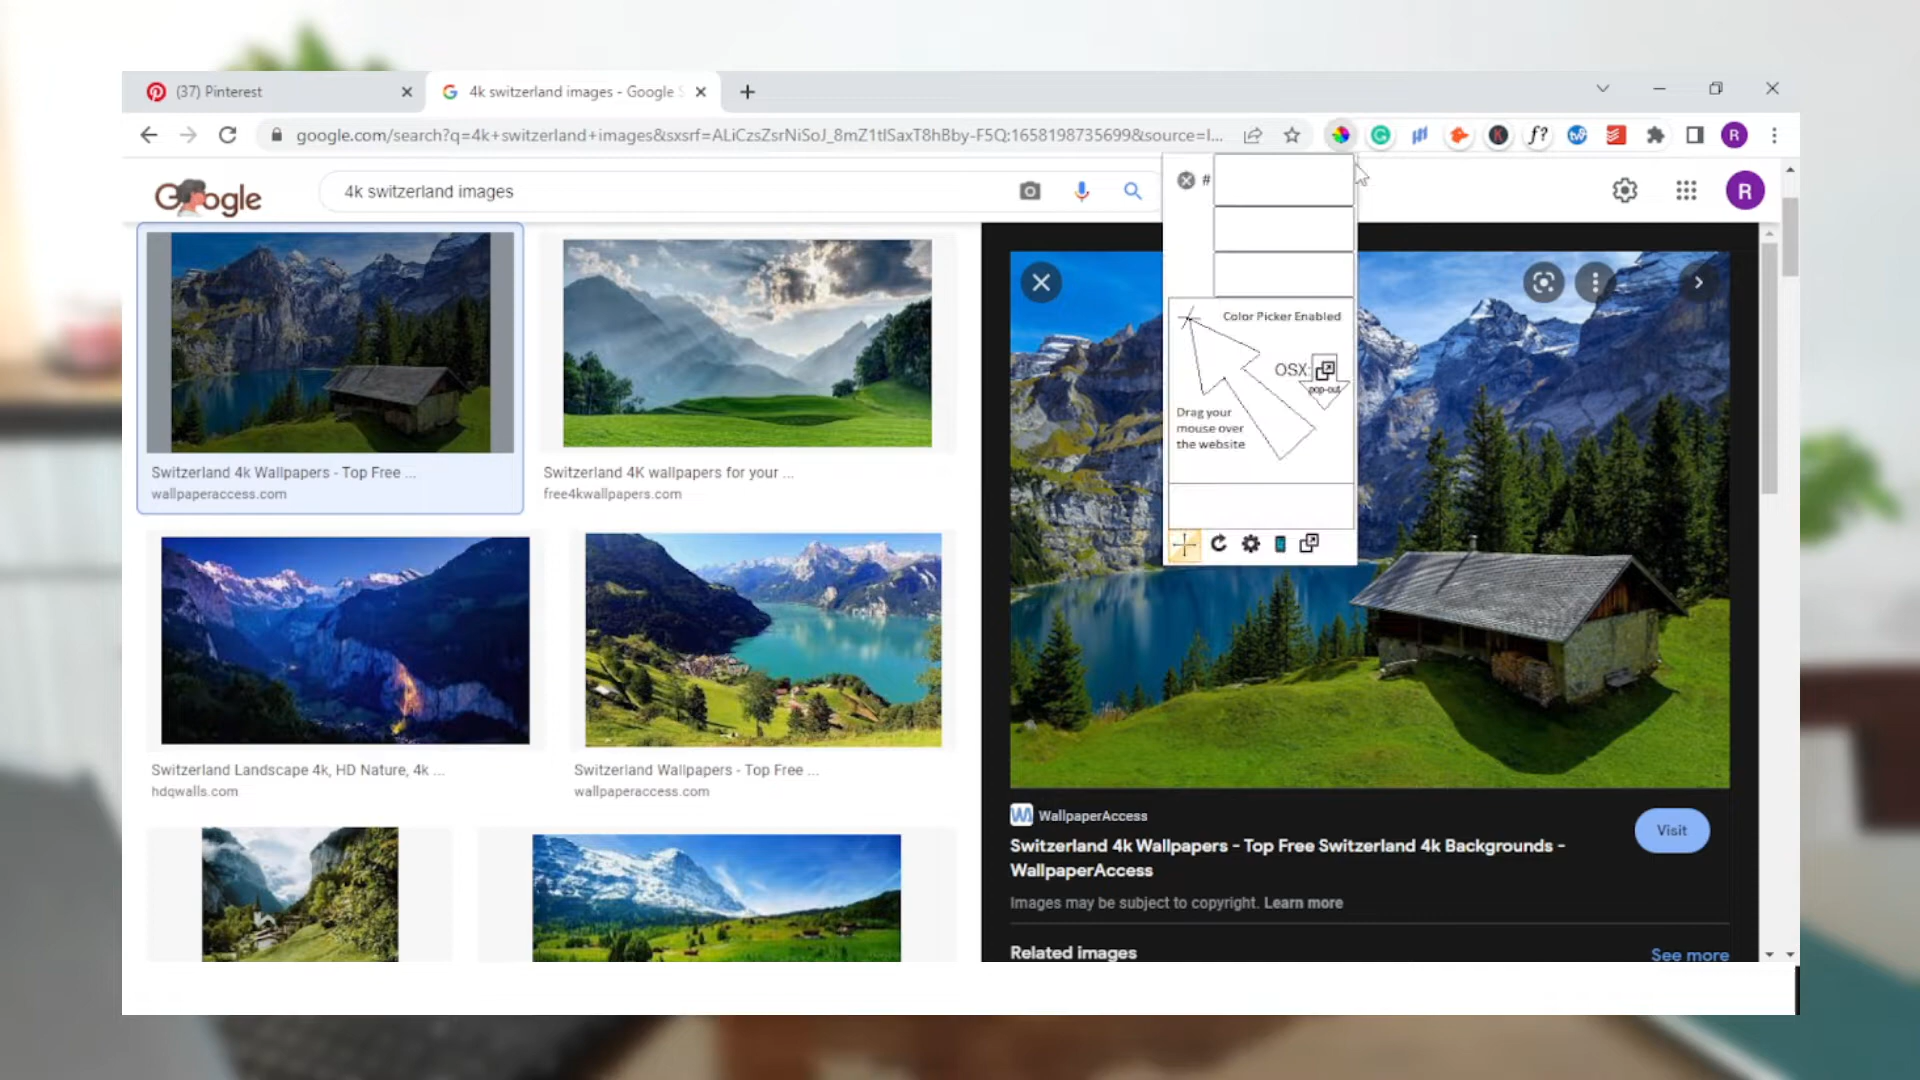 (37) Pinterest
4k switzerland images - Google S
google.com/search?q=4k+switzerland+images&sxsrf=ALiCzsZsrNiSoJ_8mZ1tlSaxT8hBby-F5Q:1658198735699&source=l...
f?
R
Google
4k switzerland images
#
R
Color Picker Enabled
OSX:
pop-out
Drag your
mouse over
the website
Switzerland 4k Wallpapers - Top Free ...
wallpaperaccess.com
Switzerland 4K wallpapers for your ...
free4kwallpapers.com
Switzerland Landscape 4k, HD Nature, 4k ...
hdqwalls.com
Switzerland Wallpapers - Top Free ...
wallpaperaccess.com
WallpaperAccess
Switzerland 4k Wallpapers - Top Free Switzerland 4k Backgrounds -
WallpaperAccess
Visit
Images may be subject to copyright. Learn more
Related images
See more